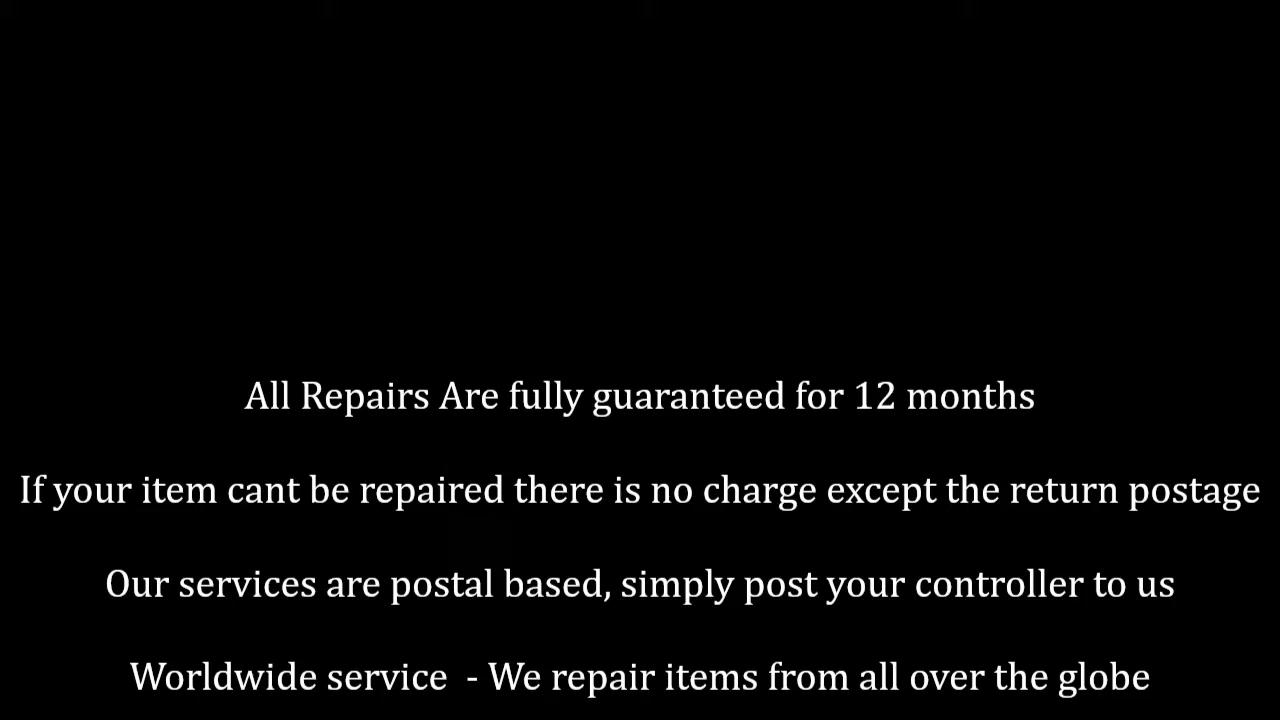 All Repairs Are fully guaranteed for 12 months
If your item cant be repaired there is no charge except the return postage
Our services are postal based, simply post your controller to us
Worldwide service  - We repair items from all over the globe